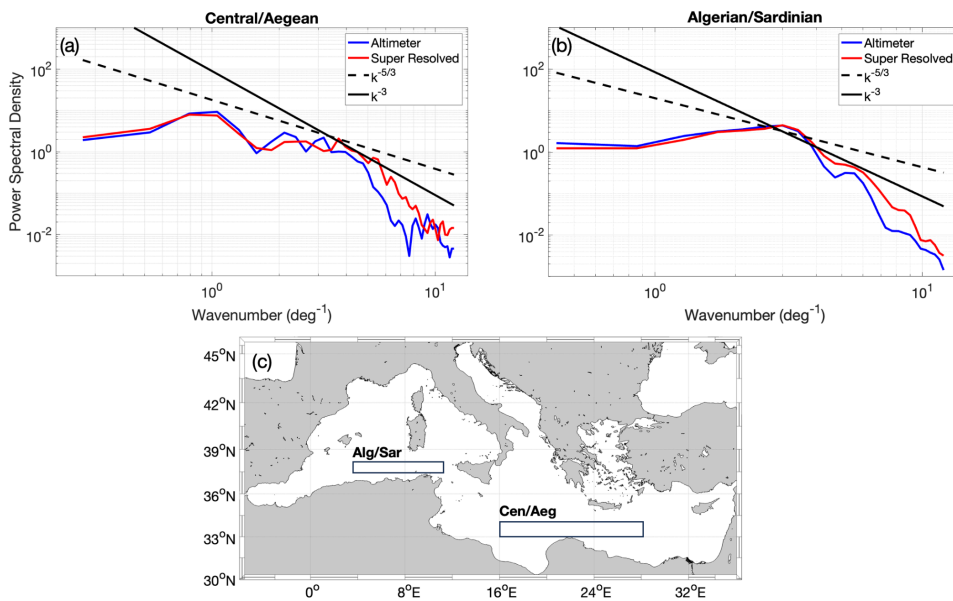 Central/Aegean
(a)
Altimeter
Super Resolved
k^-5/3
k^-3
10^2
10^0
10^-2
Power Spectral Density
10^0
10^1
Wavenumber (deg^-1)
Algerian/Sardinian
(b)
Altimeter
Super Resolved
k^-5/3
k^-3
10^2
10^0
10^-2
10^0
10^1
Wavenumber (deg^-1)
(c)
45°N
42°N
39°N
36°N
33°N
30°N
Alg/Sar
Cen/Aeg
0°
8°E
16°E
24°E
32°E